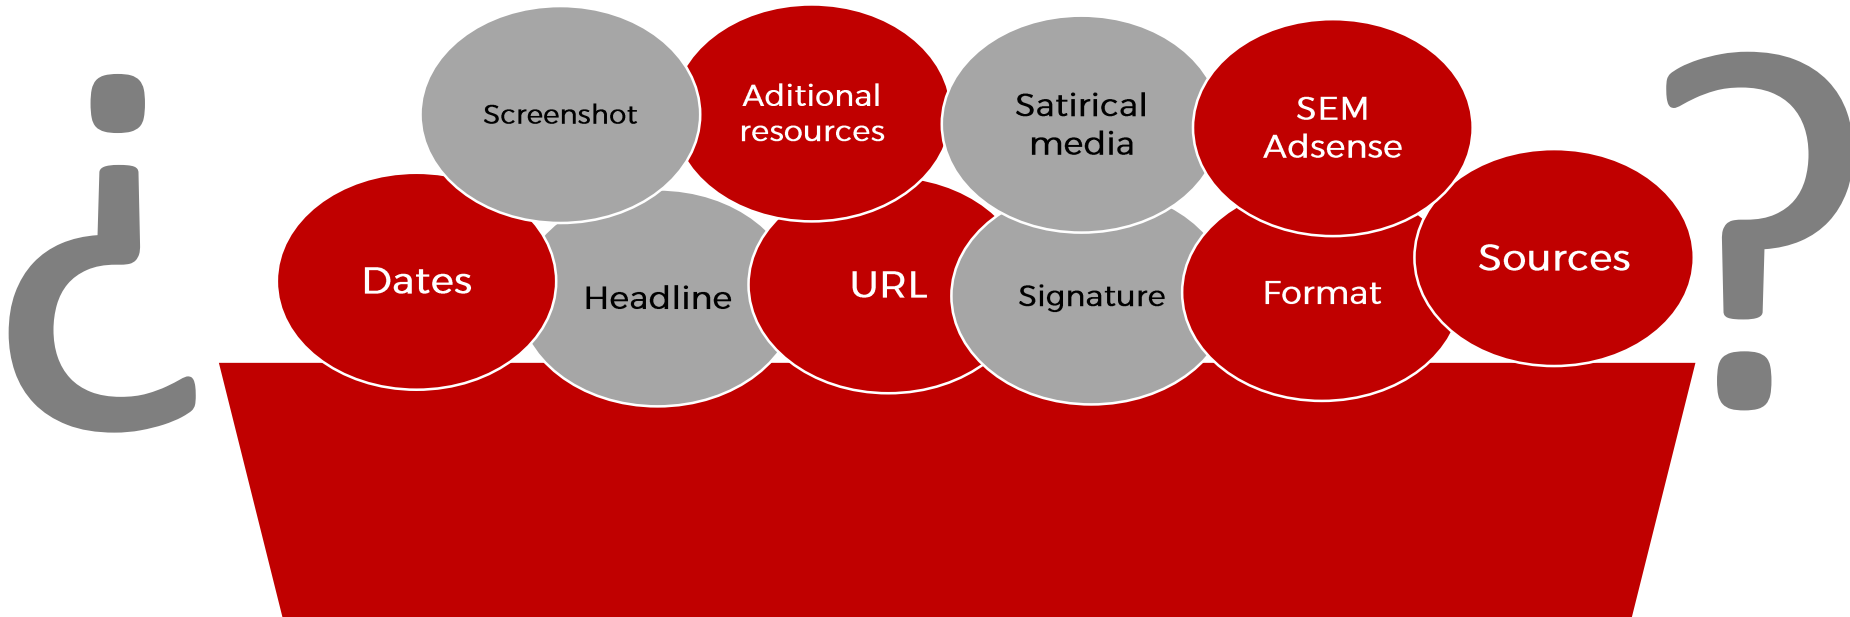 ¿
Screenshot
Aditional
resources
Satirical
media
SEM
Adsense
Dates
Headline
URL
Signature
Format
Sources
?